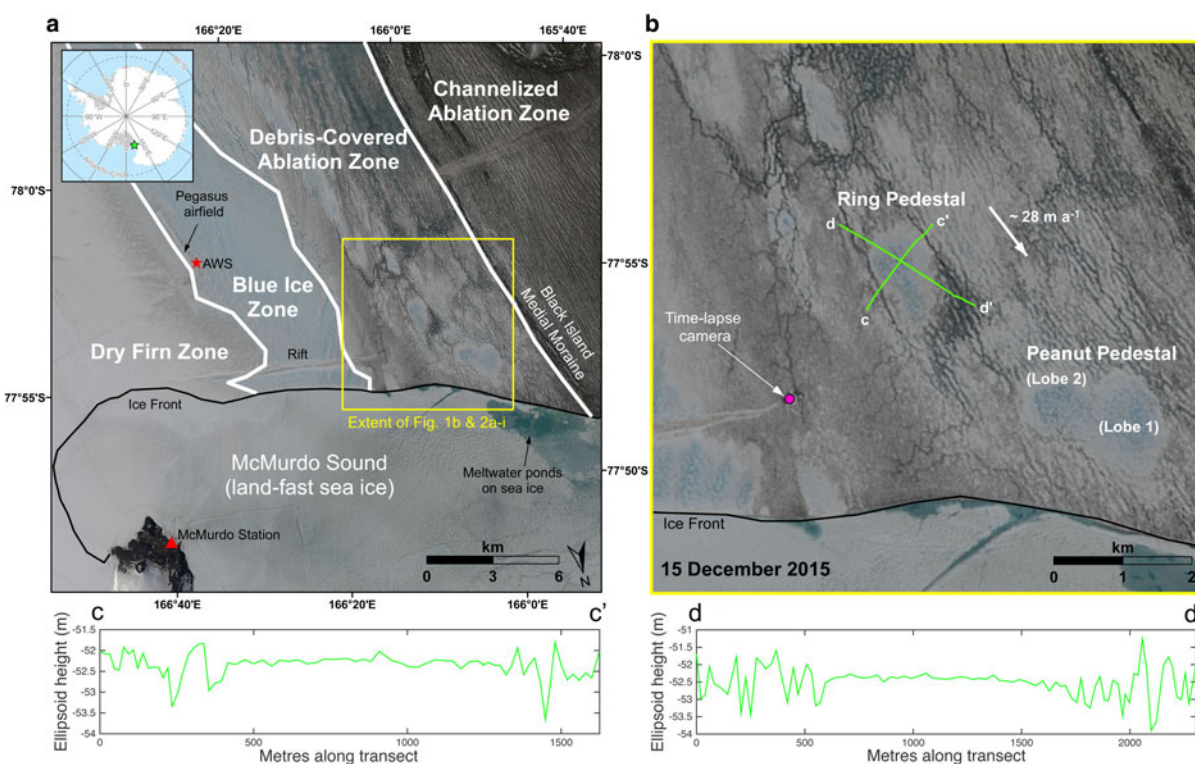 a
166°20'E
166°0'E
165°40'E
78°0'S
78°0'S
77°55'S
77°55'S
77°50'S
Channelized
Ablation Zone
Debris-Covered
Ablation Zone
Pegasus
airfield
AWS
Blue Ice
Zone
Dry Firn Zone
Rift
Black Island
Medial Moraine
Ice Front
Extent of Fig. 1b & 2a-i
McMurdo Sound
(land-fast sea ice)
Meltwater ponds
on sea ice
McMurdo Station
km
0 3 6
N
166°40'E
166°20'E
166°0'E
b
Ring Pedestal
d
c'
~ 28 m a-1
c
d'
Time-lapse
camera
Peanut Pedestal
(Lobe 2)
(Lobe 1)
Ice Front
15 December 2015
km
0 1 2
c
c'
Ellipsoid height (m)
-51.5
-52
-52.5
-53
-53.5
-54
0 500 1000 1500
Metres along transect
d
d
Ellipsoid height (m)
-51
-51.5
-52
-52.5
-53
-53.5
-54
0 500 1000 1500 2000
Metres along transect